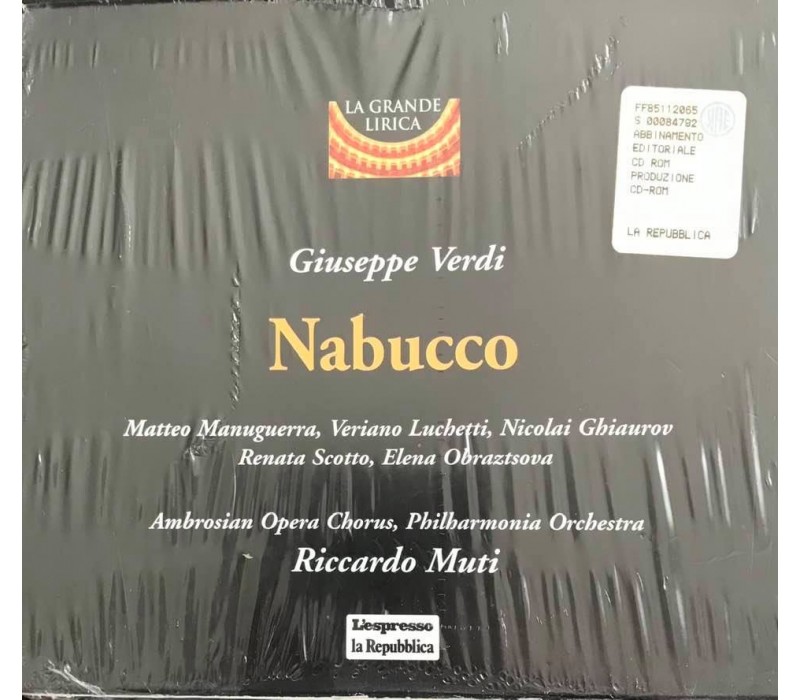 LA GRANDE
LIRICA
FF85112065
S 00084792
ABBINAMENTO
EDITORIALE
CD ROM
PRODUZIONE
CD-ROM
LA REPUBBLICA
Giuseppe Verdi
Nabucco
Matteo Manuguerra, Veriano Luchetti, Nicolai Ghiaurov
Renata Scotto, Elena Obraztsova
Ambrosian Opera Chorus, Philharmonia Orchestra
Riccardo Muti
L'espresso
la Repubblica